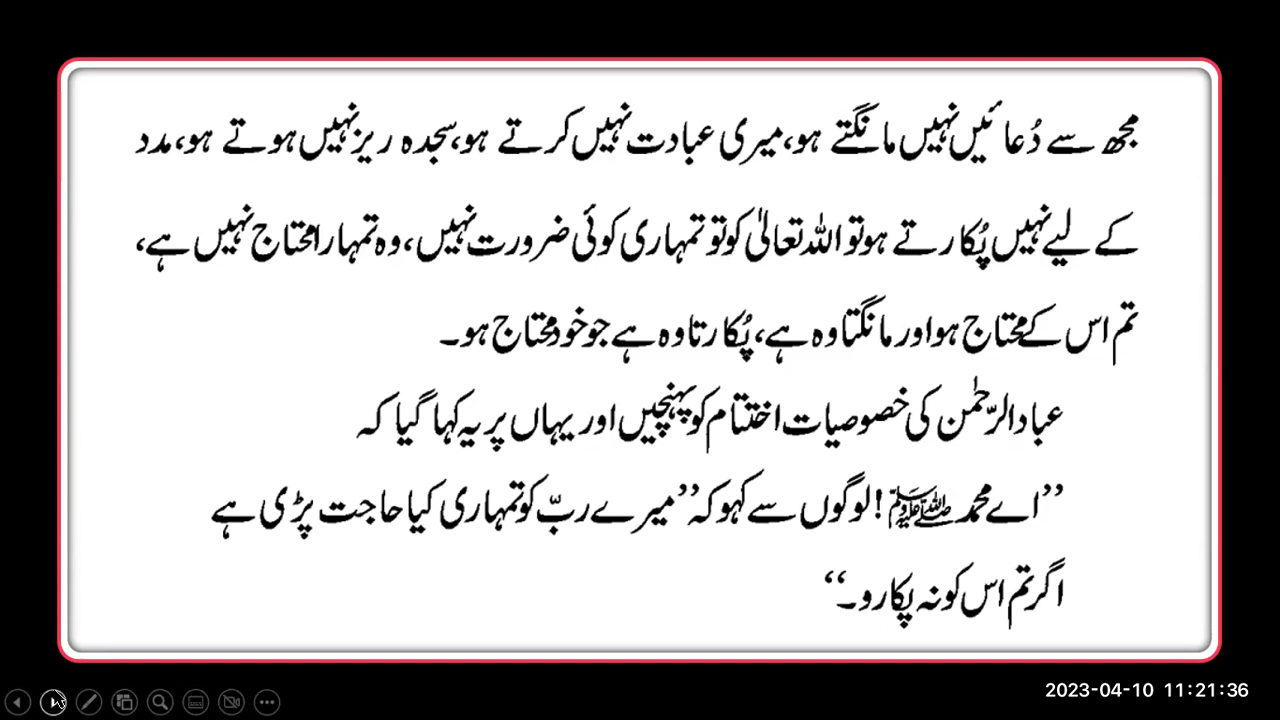 مجھ سے دُعائیں نہیں مانگتے ہو، میری عبادت نہیں کرتے ہو، سجدہ ریز نہیں ہوتے ہو، مدد
کے لیے نہیں پُکارتے ہو تو اللہ تعالیٰ کو تو تمہاری کوئی ضرورت نہیں، وہ تمہارا محتاج نہیں ہے،
تم اس کے محتاج ہو اور مانگتا وہ ہے، پُکارتا وہ ہے جو خود محتاج ہو۔
عباد الرّحمٰن کی خصوصیات اختتام کو پہنچیں اور یہاں پر یہ کہا گیا کہ
’’اے محمد ﷺ! لوگوں سے کہو کہ ’’میرے ربّ کو تمہاری کیا حاجت پڑی ہے
اگر تم اس کو نہ پکارو۔‘‘
2023-04-10 11:21:36